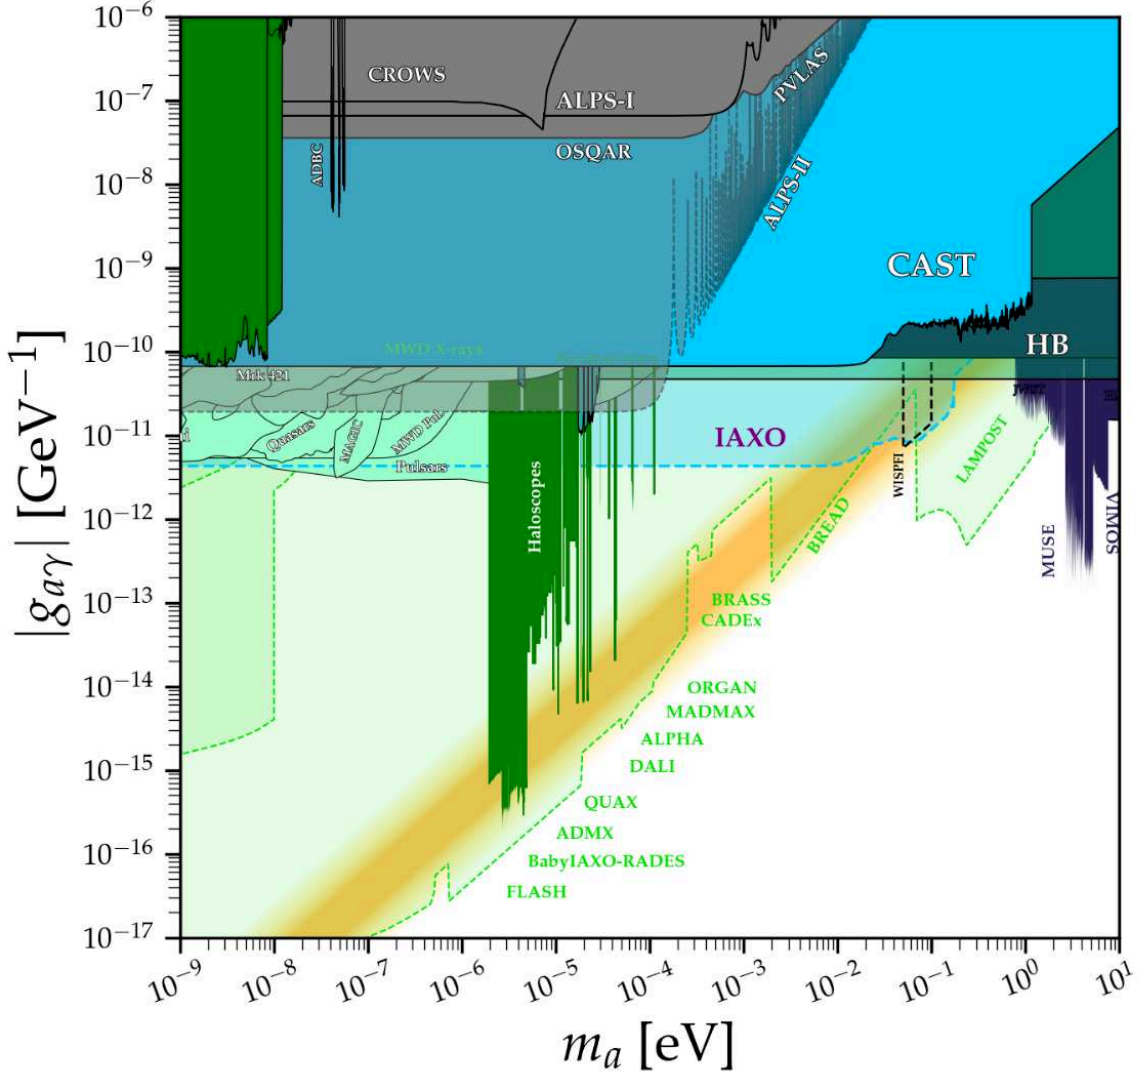 10⁻⁶
10⁻⁷
10⁻⁸
10⁻⁹
10⁻¹⁰
10⁻¹¹
10⁻¹²
10⁻¹³
10⁻¹⁴
10⁻¹⁵
10⁻¹⁶
10⁻¹⁷
|g_{aγ}| [GeV⁻¹]
CROWS
ALPS-I
PVLAS
OSQAR
ADBC
ALPS-II
CAST
MWD X-rays
HB
Mrk 421
Quasars
MAGIC
MWD Pol.
IAXO
Pulsars
Haloscopes
WISPFI
LAMPOST
BREAD
MUSE
VIMOS
BRASS
CADEx
ORGAN
MADMAX
ALPHA
DALI
QUAX
ADMX
BabyIAXO-RADES
FLASH
10⁻⁹ 10⁻⁸ 10⁻⁷ 10⁻⁶ 10⁻⁵ 10⁻⁴ 10⁻³ 10⁻² 10⁻¹ 10⁰ 10¹
m_a [eV]